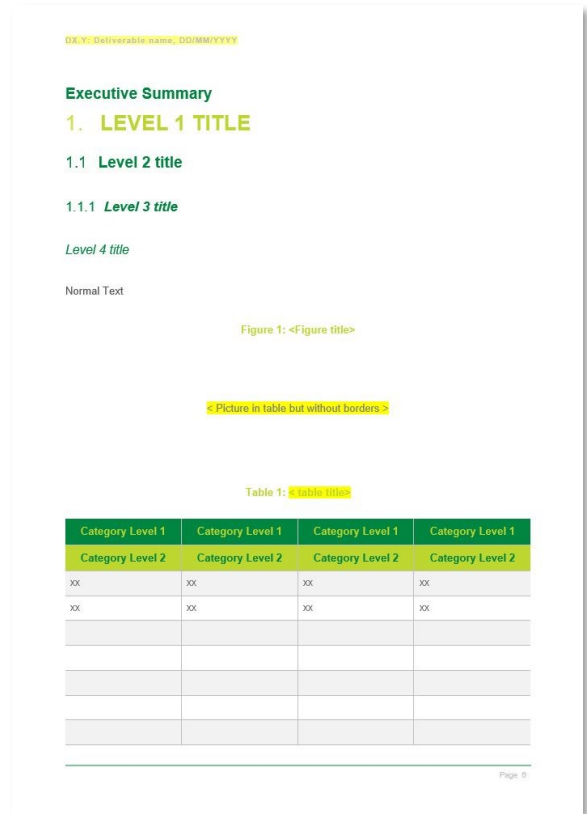 DX.Y: Deliverable name, DD/MM/YYYY
Executive Summary
1. LEVEL 1 TITLE
1.1 Level 2 title
1.1.1 Level 3 title
Level 4 title
Normal Text
Figure 1: <Figure title>
< Picture in table but without borders >
Table 1: < table title>
Category Level 1 Category Level 1 Category Level 1 Category Level 1
Category Level 2 Category Level 2 Category Level 2 Category Level 2
xx xx xx xx
xx xx xx xx
Page 8